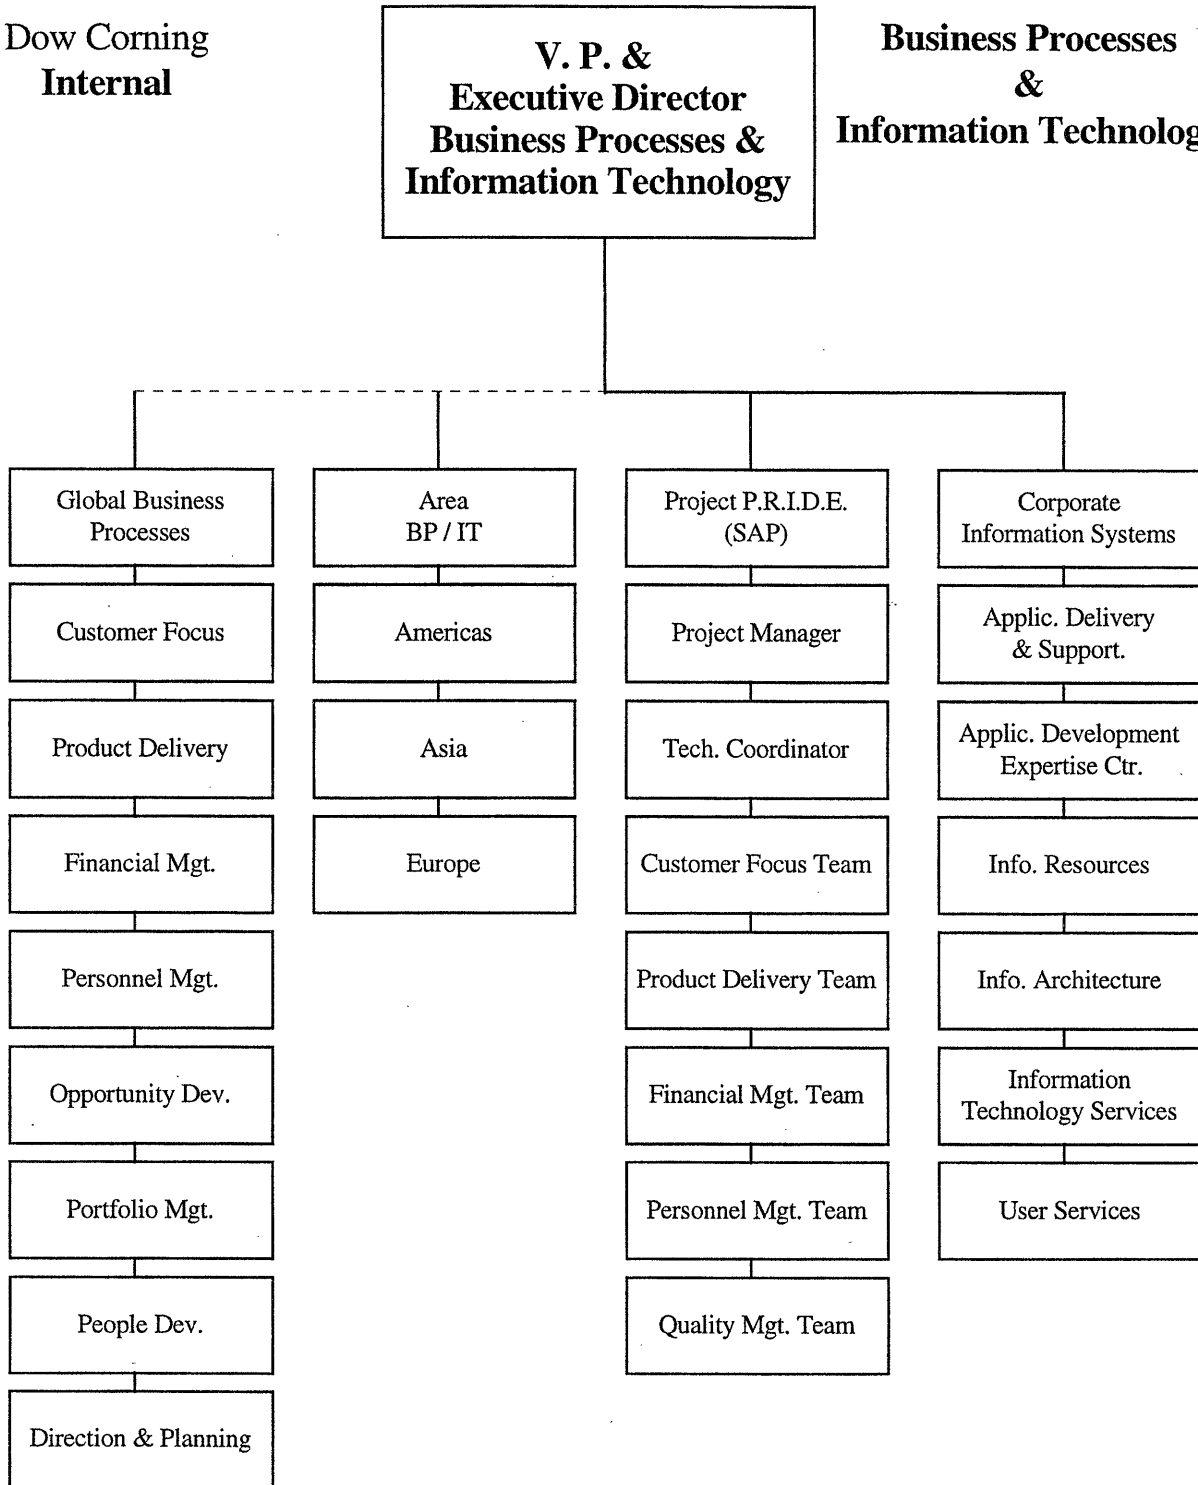 Dow Corning
Internal
V. P. &
Executive Director
Business Processes &
Information Technology
Business Processes
&
Information Technolog
Global Business
Processes
Customer Focus
Product Delivery
Financial Mgt.
Personnel Mgt.
Opportunity Dev.
Portfolio Mgt.
People Dev.
Direction & Planning
Area
BP / IT
Americas
Asia
Europe
Project P.R.I.D.E.
(SAP)
Project Manager
Tech. Coordinator
Customer Focus Team
Product Delivery Team
Financial Mgt. Team
Personnel Mgt. Team
Quality Mgt. Team
Corporate
Information Systems
Applic. Delivery
& Support.
Applic. Development
Expertise Ctr.
Info. Resources
Info. Architecture
Information
Technology Services
User Services